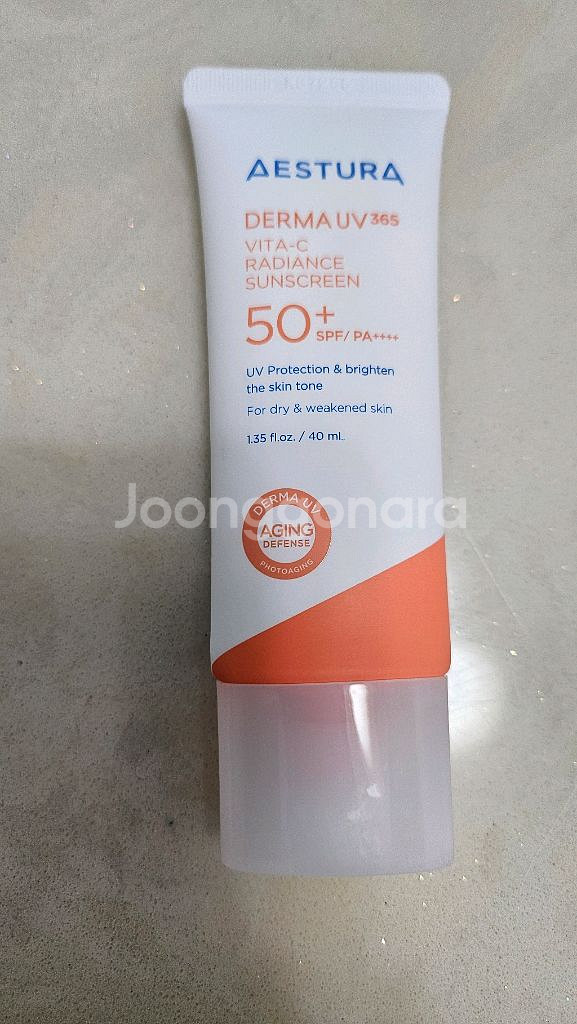 AESTURA
DERMA UV 365
VITA-C
RADIANCE
SUNSCREEN
50+
SPF/ PA++++
UV Protection & brighten
the skin tone
For dry & weakened skin
1.35 fl.oz. / 40 ml
Joongonara
DERMA UV
AGING
DEFENSE
PHOTOAGING